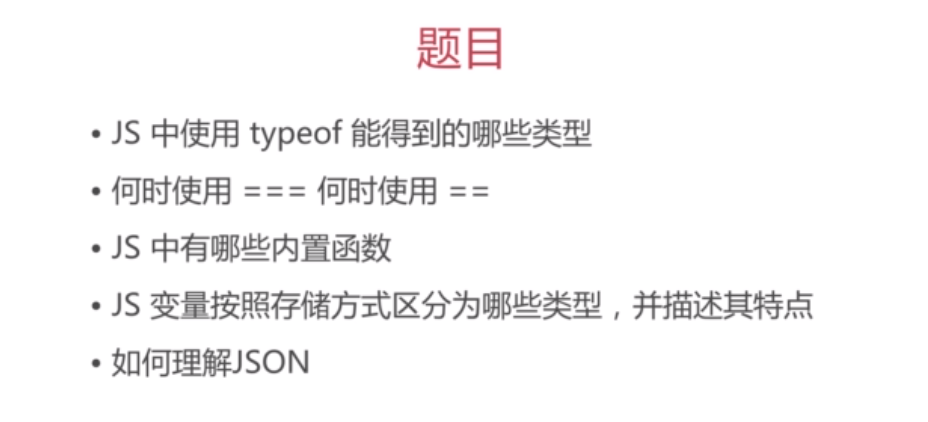 题目
• JS 中使用 typeof 能得到的哪些类型
• 何时使用 === 何时使用 ==
• JS 中有哪些内置函数
• JS 变量按照存储方式区分为哪些类型，并描述其特点
• 如何理解JSON